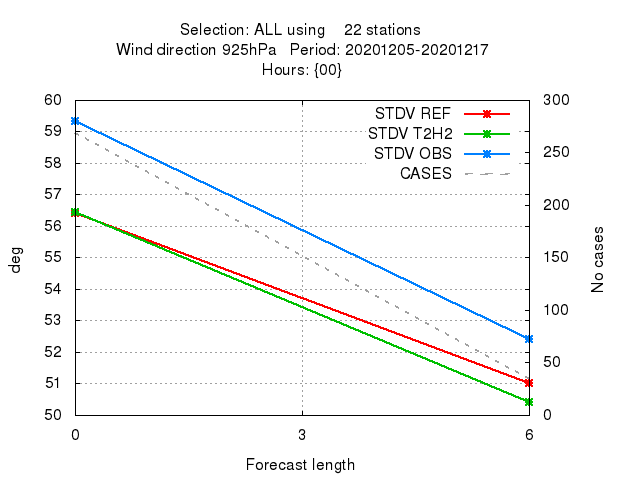 Selection: ALL using    22 stations
Wind direction 925hPa   Period: 20201205-20201217
Hours: {00}
60
59
58
57
56
55
54
53
52
51
50
300
250
200
150
100
50
0
STDV REF
STDV T2H2
STDV OBS
CASES
deg
No cases
0
3
6
Forecast length